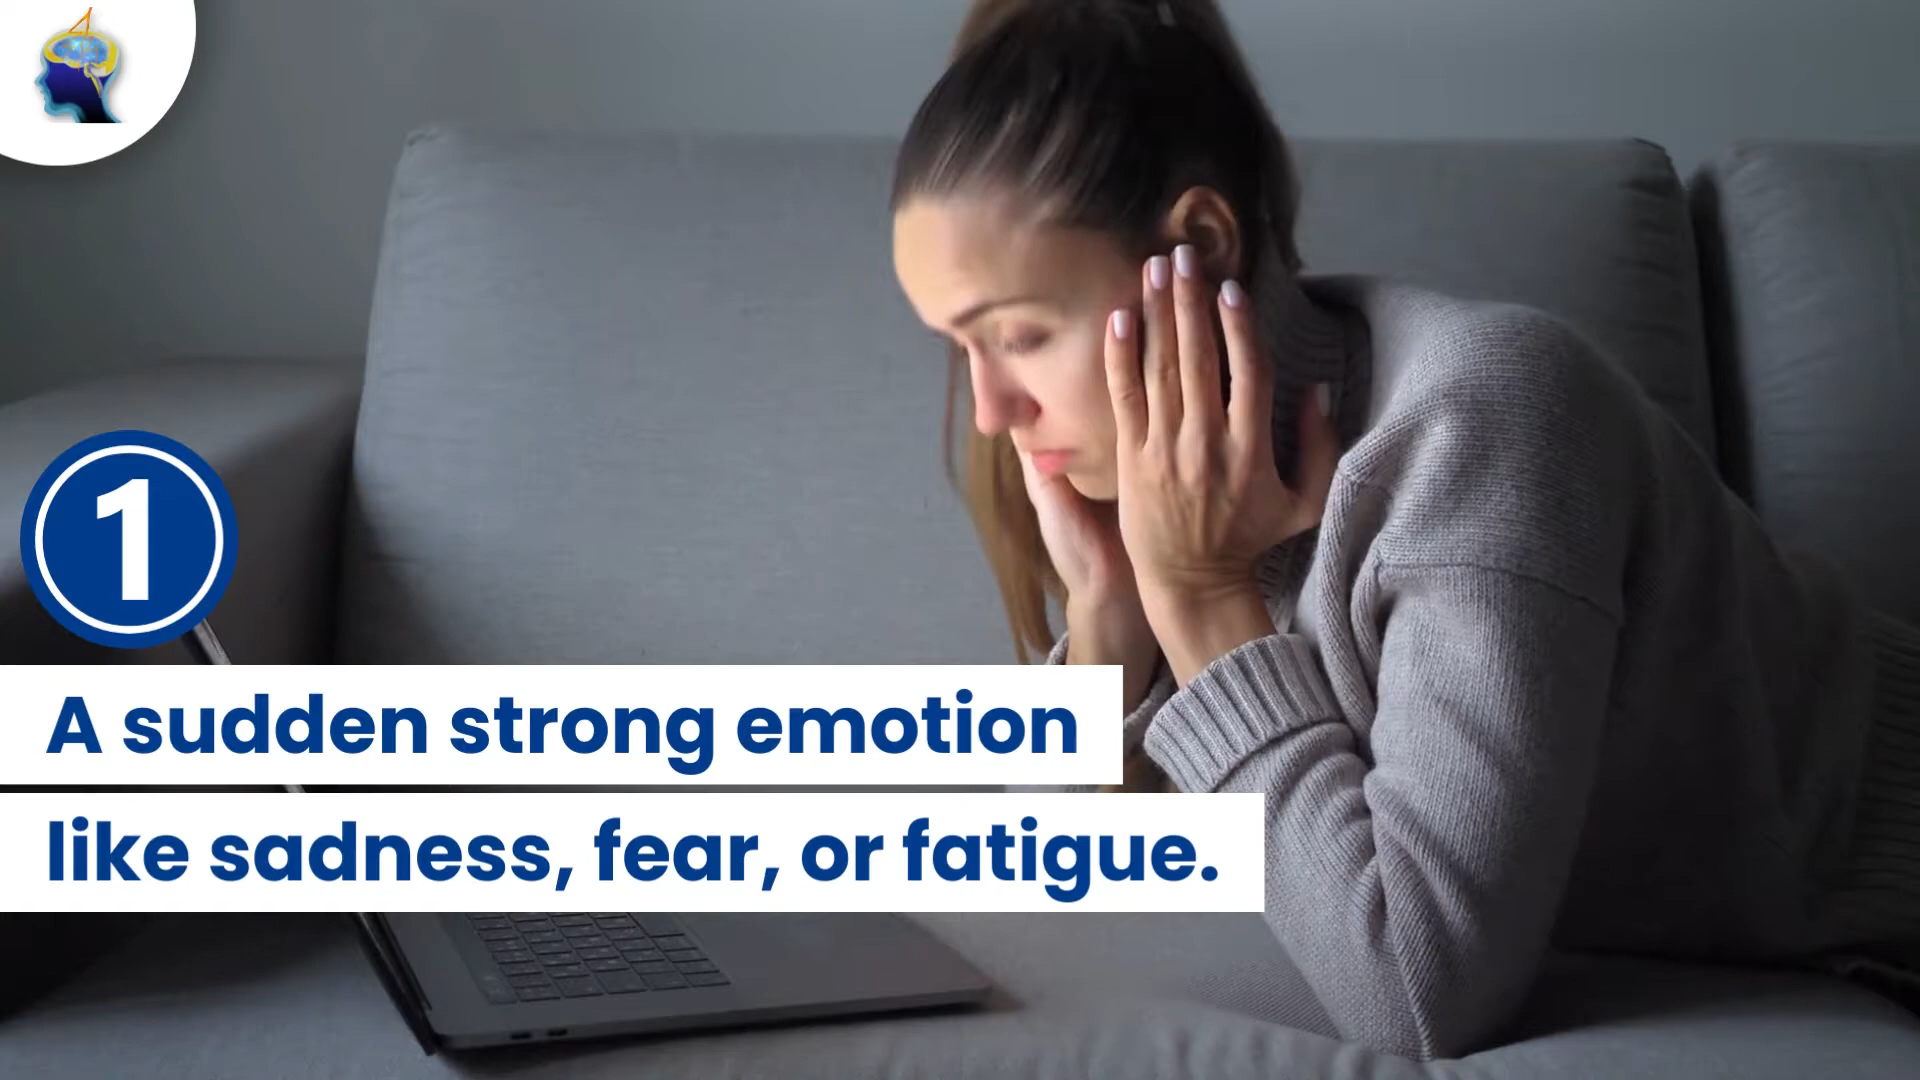 1
A sudden strong emotion
like sadness, fear, or fatigue.